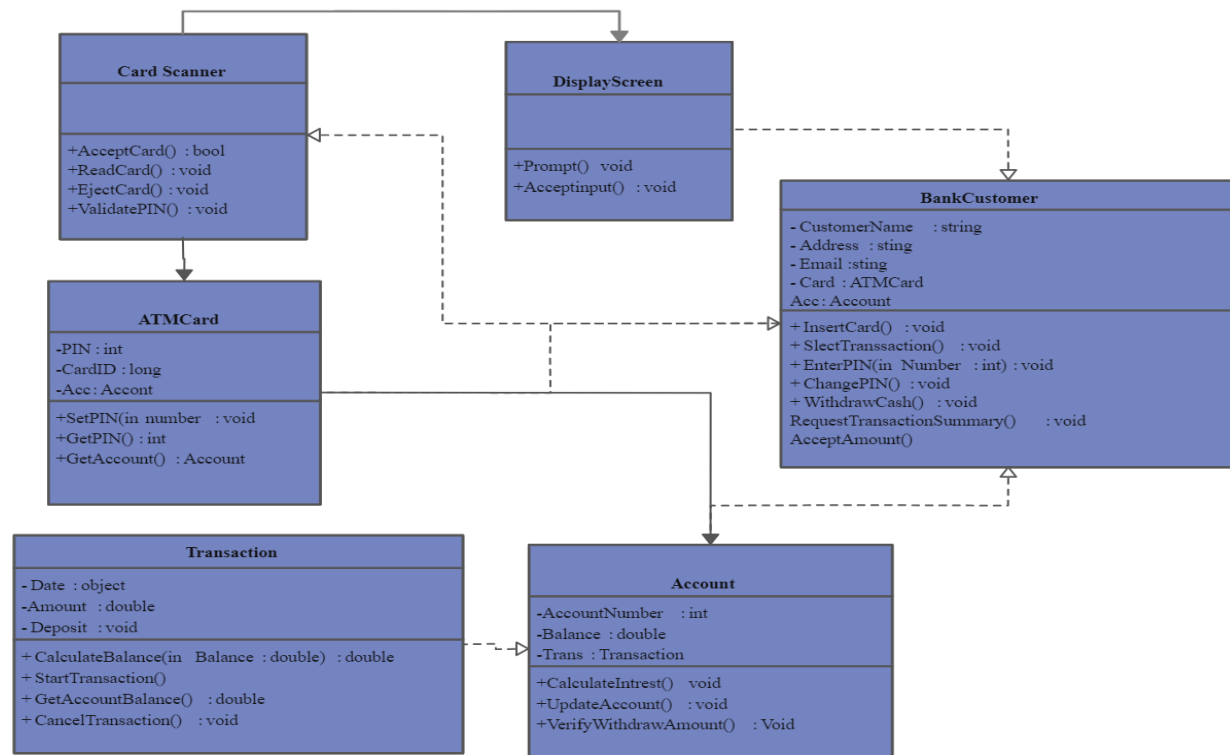 Card Scanner
+AcceptCard() : bool
+ReadCard() : void
+EjectCard() : void
+ValidatePIN() : void
DisplayScreen
+Prompt() void
+Acceptinput() : void
BankCustomer
- CustomerName : string
- Address : sting
- Email :sting
- Card : ATMCard
Acc : Account
+ InsertCard() : void
+ SlectTranssaction() : void
+ EnterPIN(in Number : int) : void
+ ChangePIN() : void
+ WithdrawCash() : void
RequestTransactionSummary() : void
AcceptAmount()
ATMCard
-PIN : int
-CardID : long
-Acc : Accont
+SetPIN(in number : void
+GetPIN() : int
+GetAccount() : Account
Transaction
- Date : object
-Amount : double
- Deposit : void
+ CalculateBalance(in Balance : double) : double
+ StartTransaction()
+ GetAccountBalance() : double
+ CancelTransaction() : void
Account
-AccountNumber : int
-Balance : double
-Trans : Transaction
+CalculateIntrest() void
+UpdateAccount() : void
+VerifyWithdrawAmount() : Void